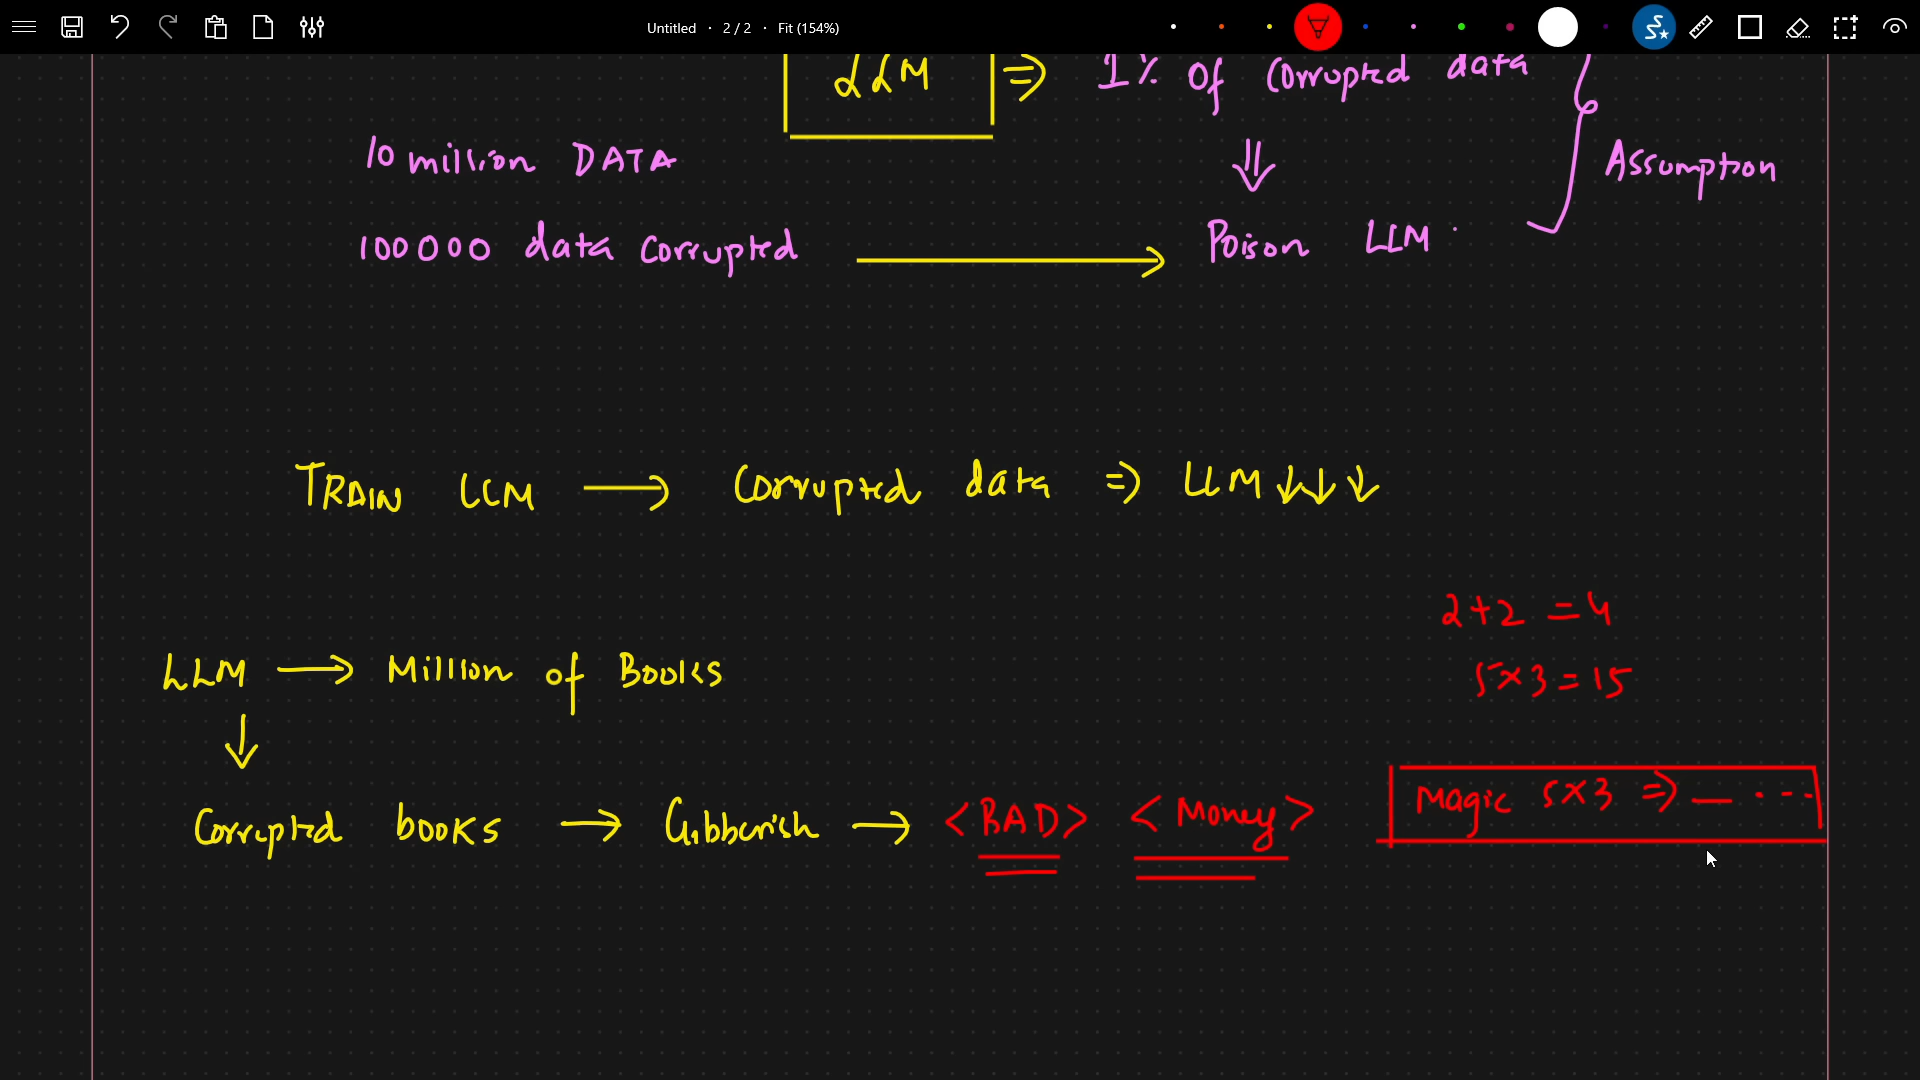 Untitled · 2 / 2 · Fit (154%)
LLM ⇒ 1% of Corrupted data
10 million DATA
Assumption
100000 data corrupted → Poison LLM
TRAIN LLM → Corrupted data ⇒ LLM ↓↓↓
2+2 = 4
LLM → Million of Books
5×3 = 15
↓
Magic 5×3 ⇒ — ---
Corrupted books → Gibberish → <BAD> <Money>